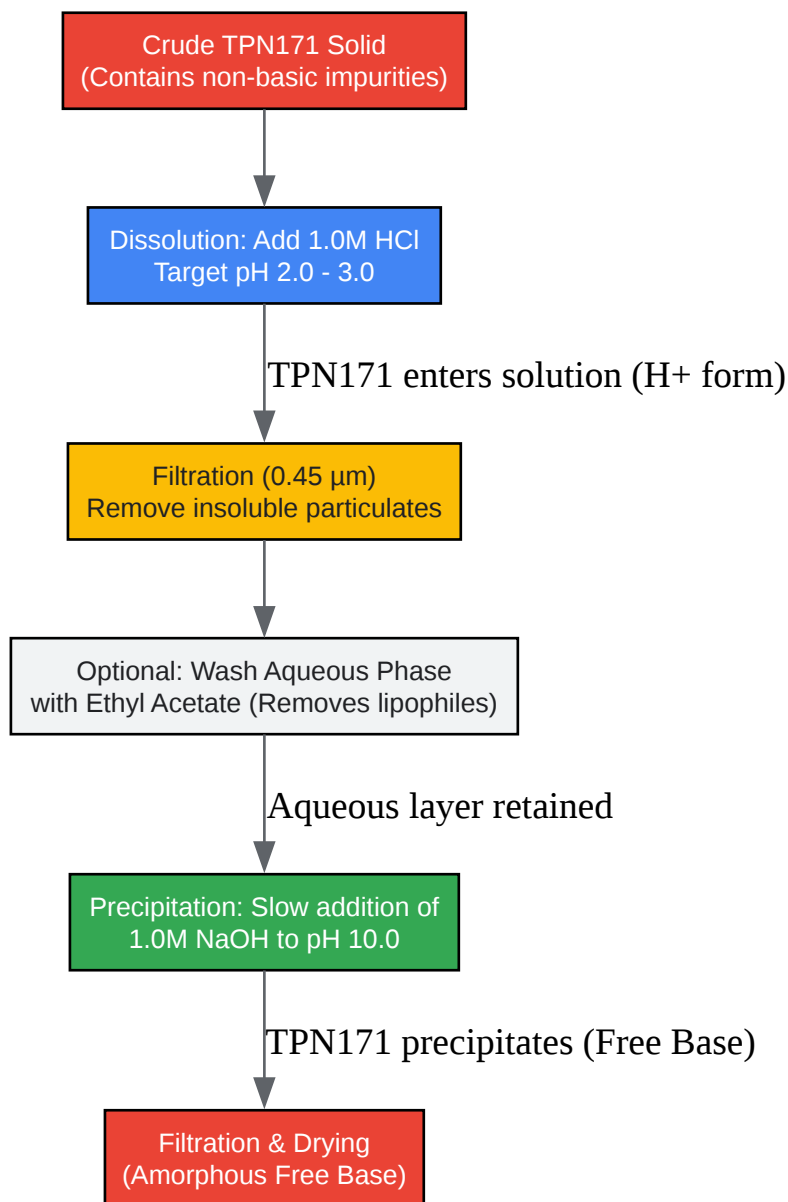 Crude TPN171 Solid
(Contains non-basic impurities)
Dissolution: Add 1.0M HCl
Target pH 2.0 - 3.0
TPN171 enters solution (H+ form)
Filtration (0.45 µm)
Remove insoluble particulates
Optional: Wash Aqueous Phase
with Ethyl Acetate (Removes lipophiles)
Aqueous layer retained
Precipitation: Slow addition of
1.0M NaOH to pH 10.0
TPN171 precipitates (Free Base)
Filtration & Drying
(Amorphous Free Base)